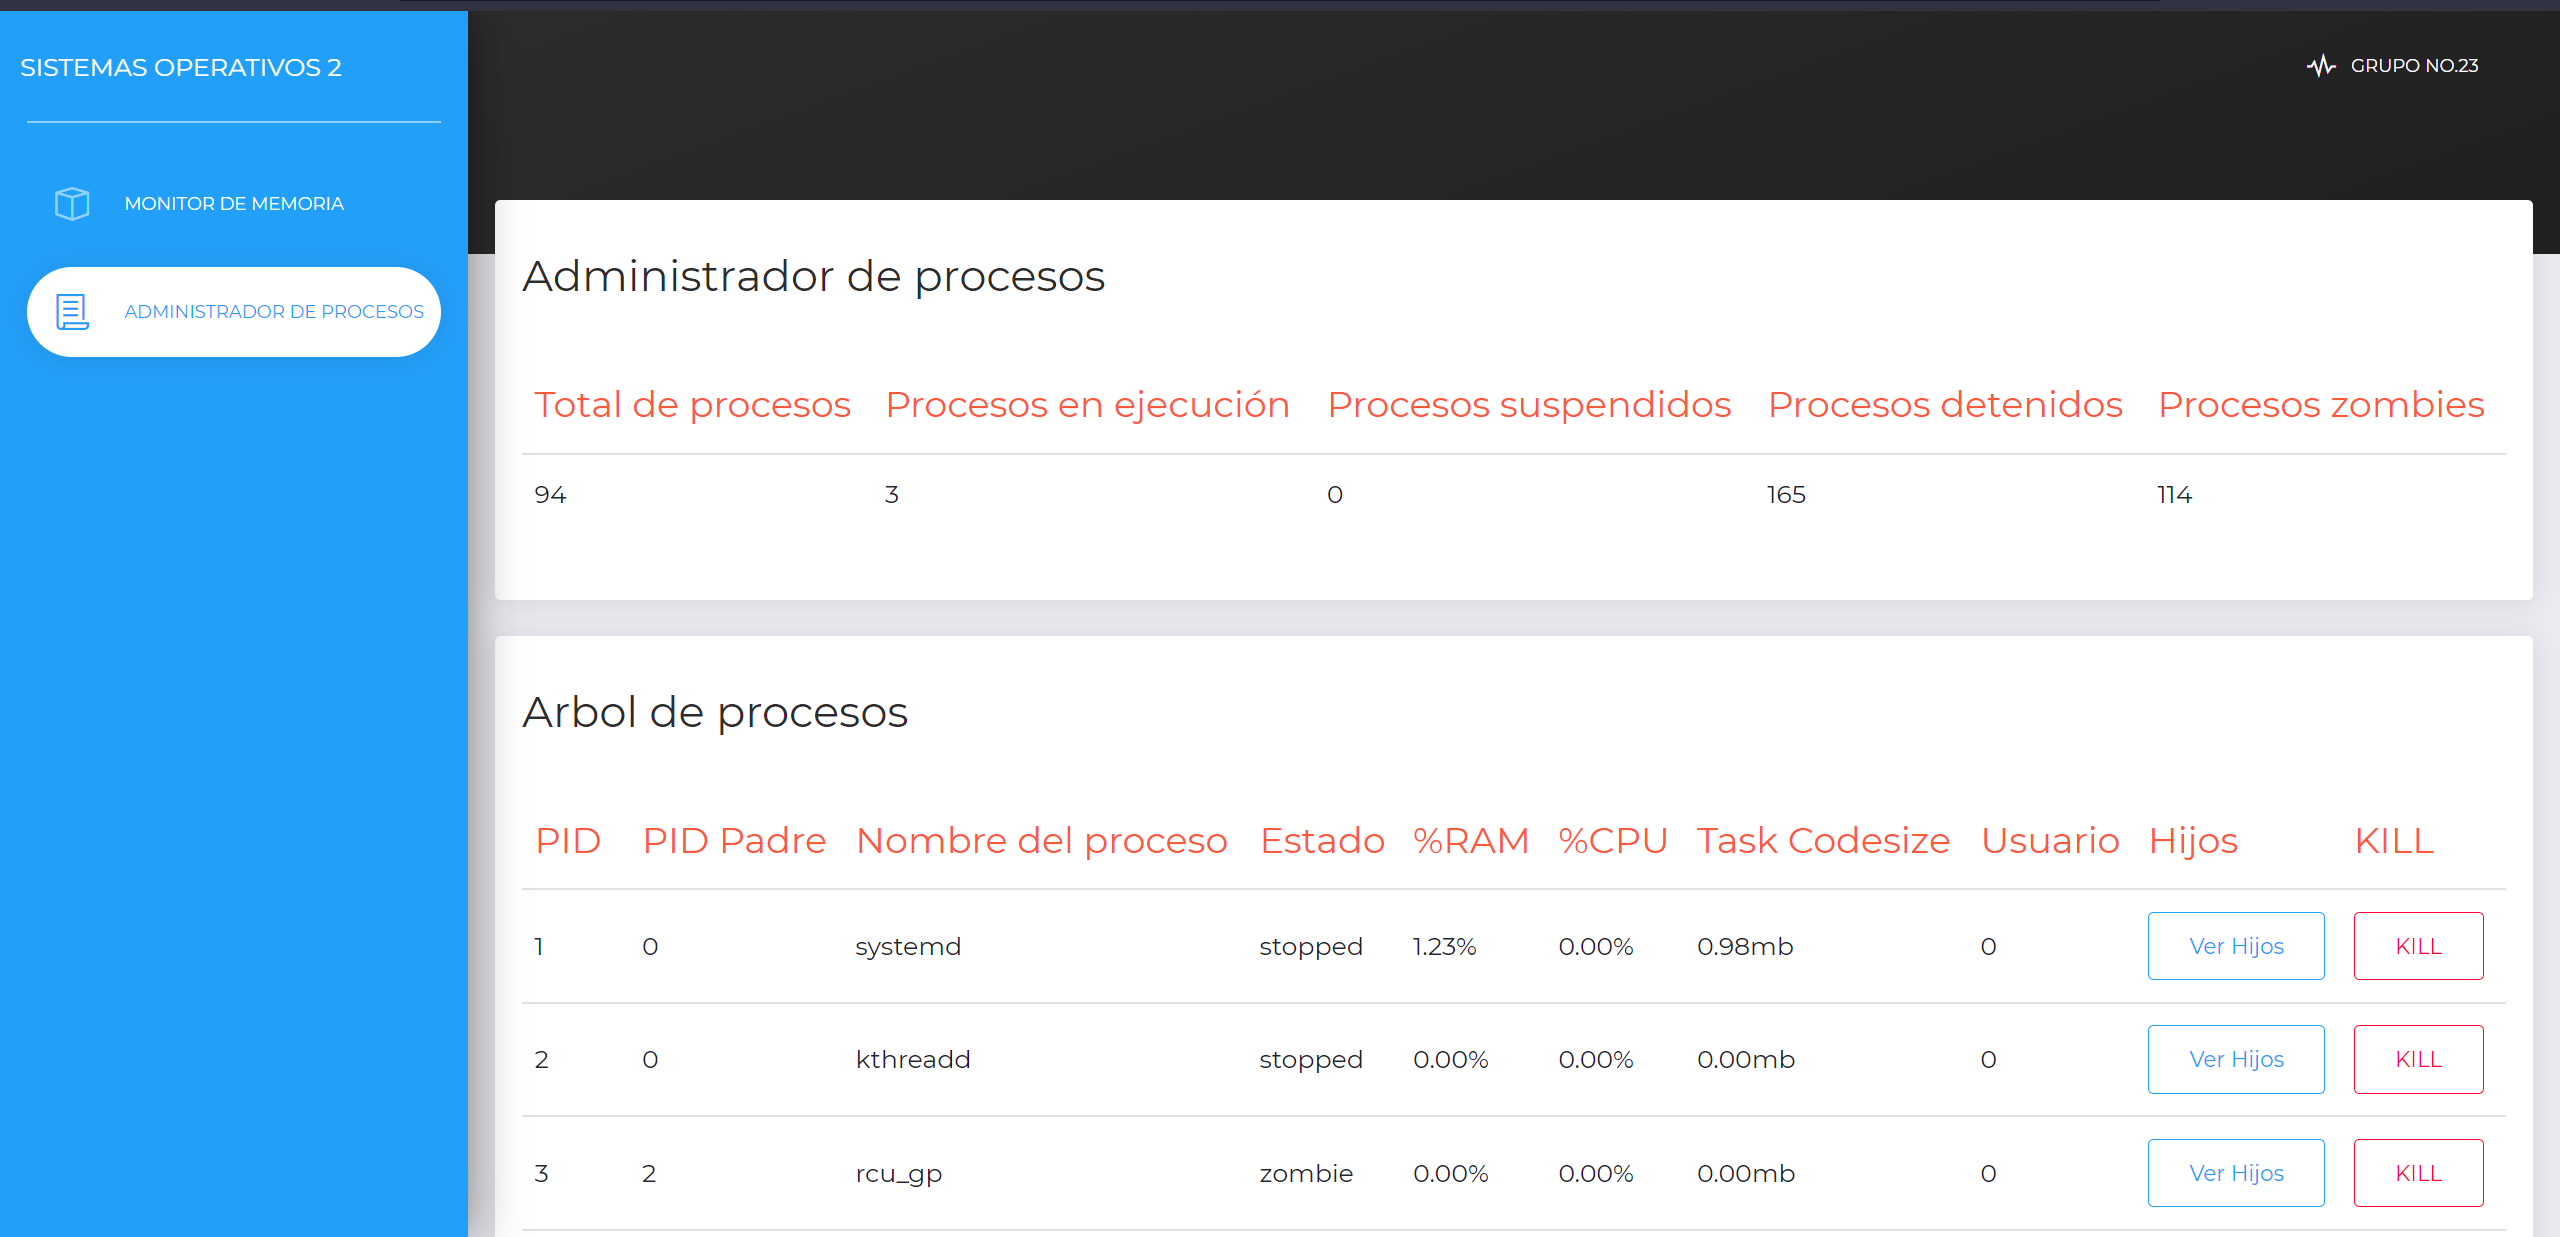 SISTEMAS OPERATIVOS 2
GRUPO NO.23
MONITOR DE MEMORIA
ADMINISTRADOR DE PROCESOS
Administrador de procesos
Total de procesos Procesos en ejecución Procesos suspendidos Procesos detenidos Procesos zombies
94 3 0 165 114
Arbol de procesos
PID PID Padre Nombre del proceso Estado %RAM %CPU Task Codesize Usuario Hijos KILL
1 0 systemd stopped 1.23% 0.00% 0.98mb 0 Ver Hijos KILL
2 0 kthreadd stopped 0.00% 0.00% 0.00mb 0 Ver Hijos KILL
3 2 rcu_gp zombie 0.00% 0.00% 0.00mb 0 Ver Hijos KILL